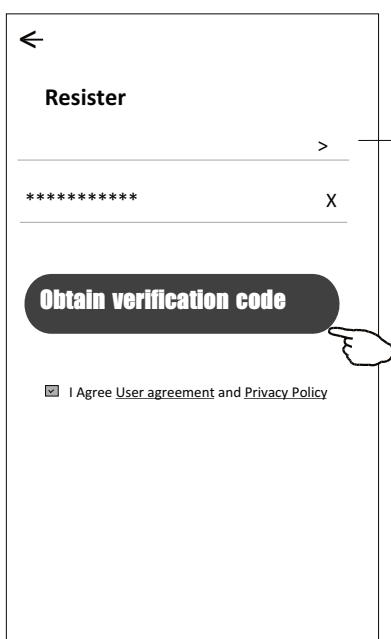 ←
Resister
>
*********** X
Obtain verification code
I Agree User agreement and Privacy Policy